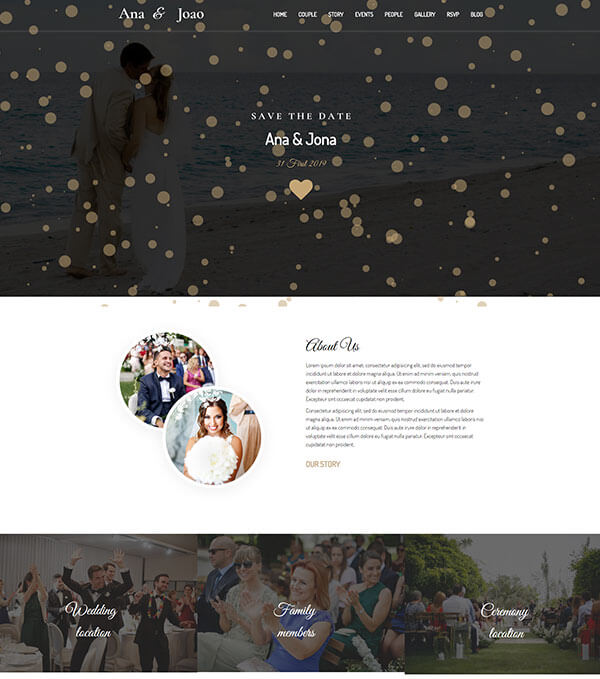 Ana & Joao
HOME COUPLE STORY EVENTS PEOPLE GALLERY RSVP BLOG
SAVE THE DATE
Ana & Jona
2019
About Us
Lorem ipsum dolor sit amet, consectetur adipisicing elit, sed do eiusmod tempor
incididunt ut labore et dolore magna aliqua. Ut enim ad minim veniam, quis nostrud
exercitation ullamco laboris nisi ut aliquip ex ea commodo consequat. Duis aute irure
dolor in reprehenderit in voluptate velit esse cillum dolore eu fugiat nulla pariatur.
Excepteur sint occaecat cupidatat non proident.
Consectetur adipisicing elit, sed do eiusmod tempor incididunt ut labore et dolore
magna aliqua. Ut enim ad minim veniam, quis nostrud exercitation ullamco laboris nisi
ut aliquip ex ea commodo consequat. Duis aute irure dolor in reprehenderit in
voluptate velit esse cillum dolore eu fugiat nulla pariatur. Excepteur sint occaecat
cupidatat non proident.
OUR STORY
Wedding
location
Family
members
Ceremony
location